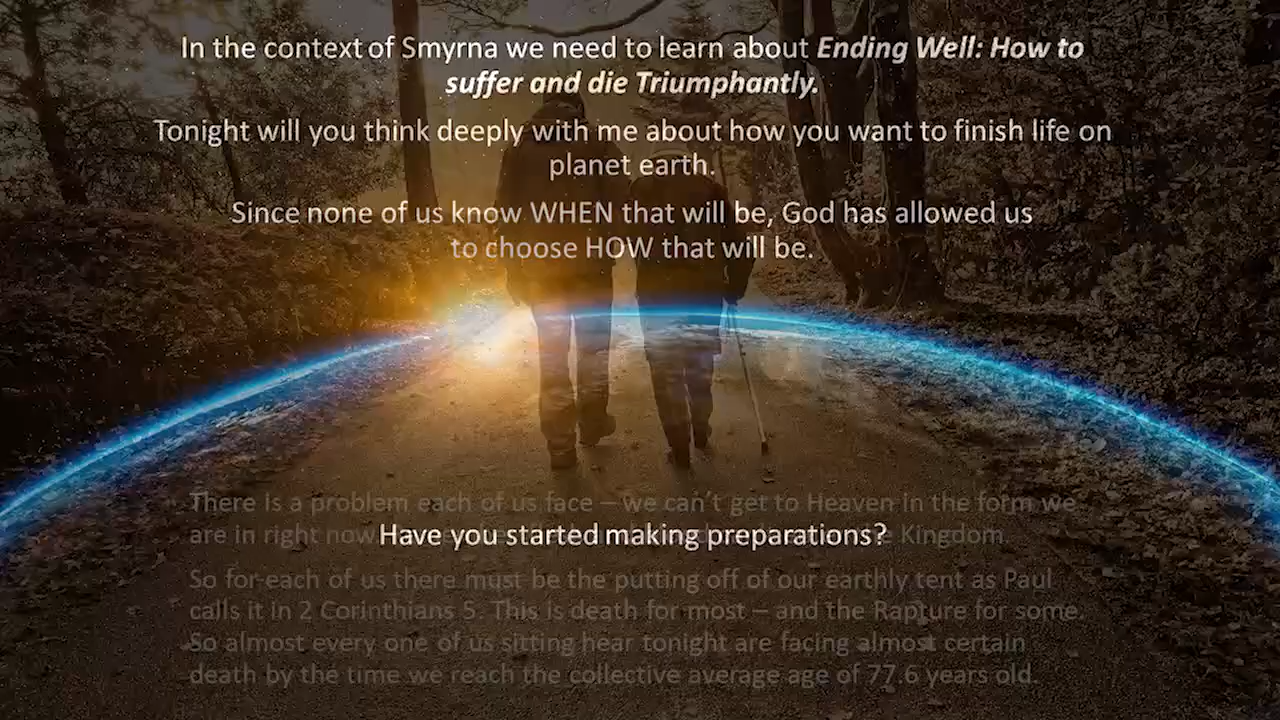 In the context of Smyrna we need to learn about Ending Well: How to
suffer and die Triumphantly.
Tonight will you think deeply with me about how you want to finish life on
planet earth.
Since none of us know WHEN that will be, God has allowed us
to choose HOW that will be.
There is a problem each of us face – we can't get to Heaven in the form we
are in right now. Kingdom.
Have you started making preparations?
So for each of us there must be the putting off of our earthly tent as Paul
calls it in 2 Corinthians 5. This is death for most – and the Rapture for some.
So almost every one of us sitting hear tonight are facing almost certain
death by the time we reach the collective average age of 77.6 years old.